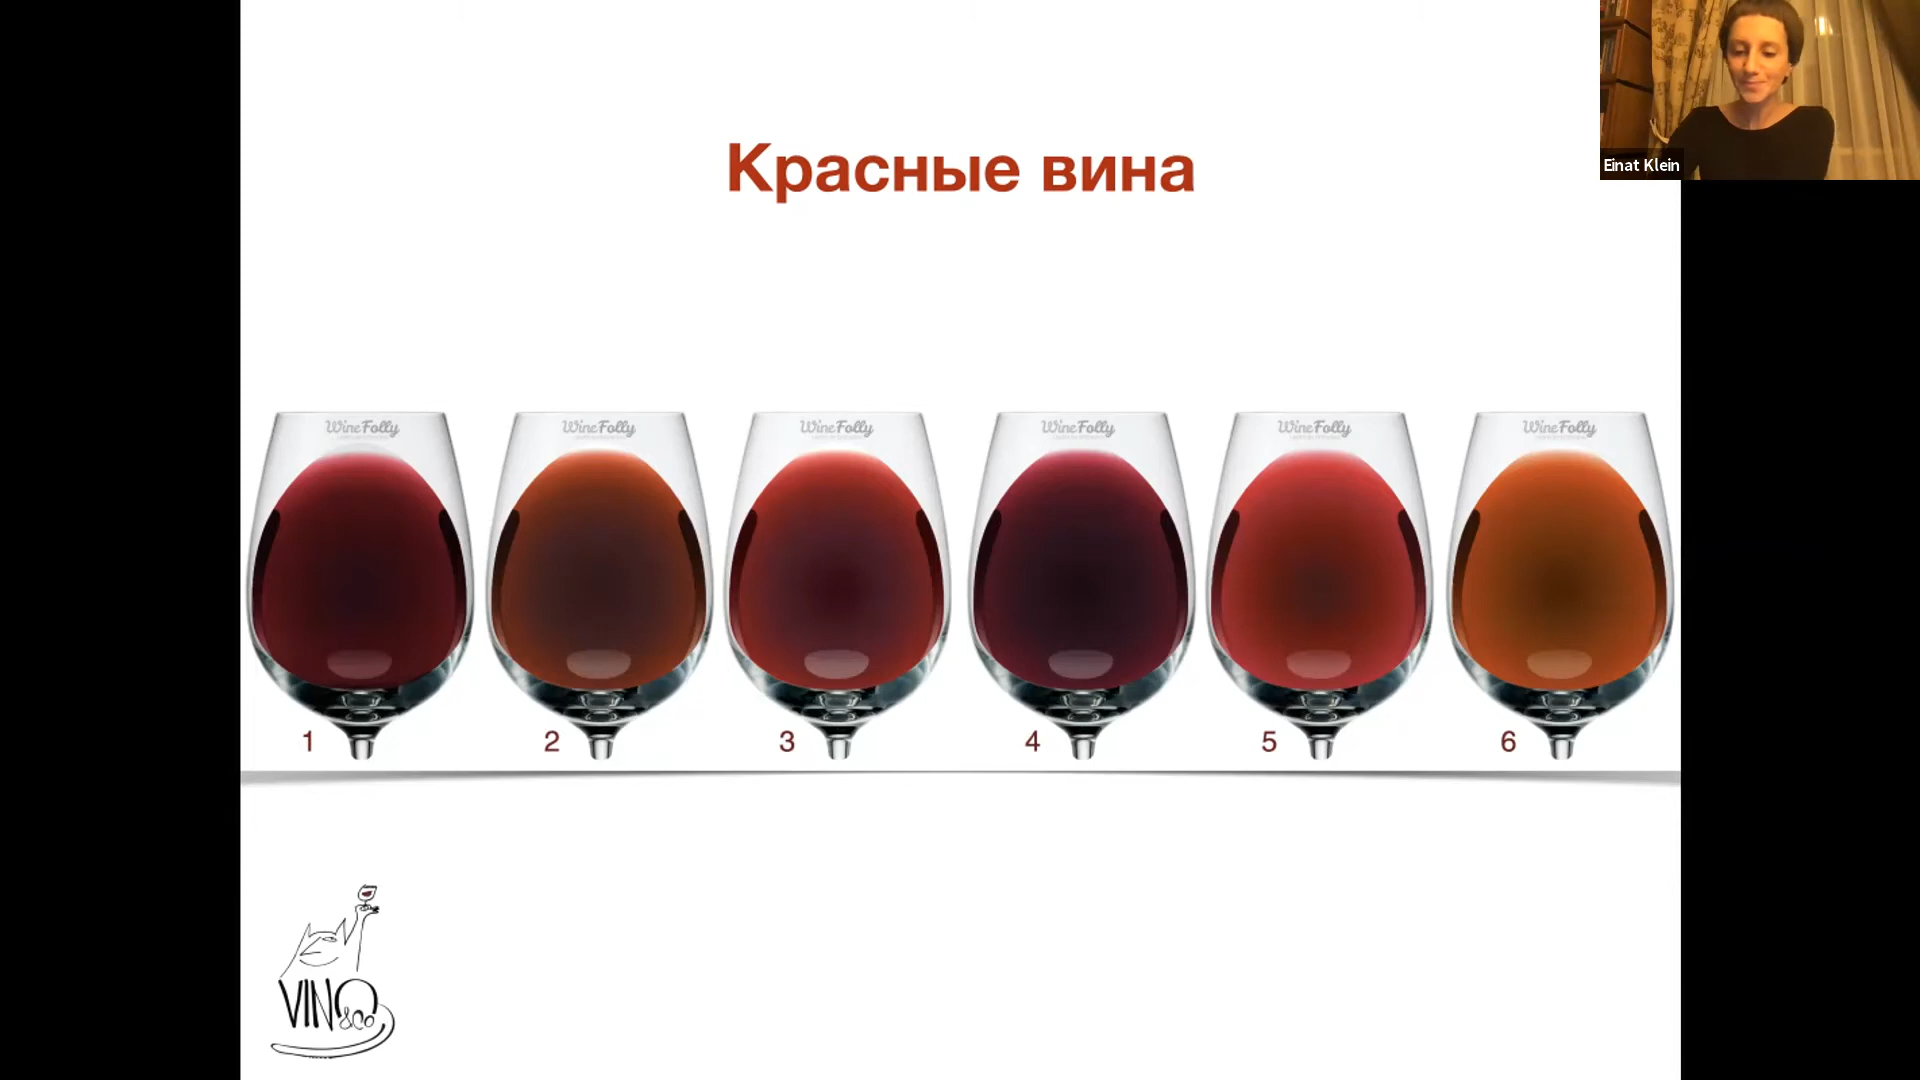 Красные вина
Einat Klein
Wine Folly
Wine Folly
Wine Folly
Wine Folly
Wine Folly
Wine Folly
1
2
3
4
5
6
VINO
&CO